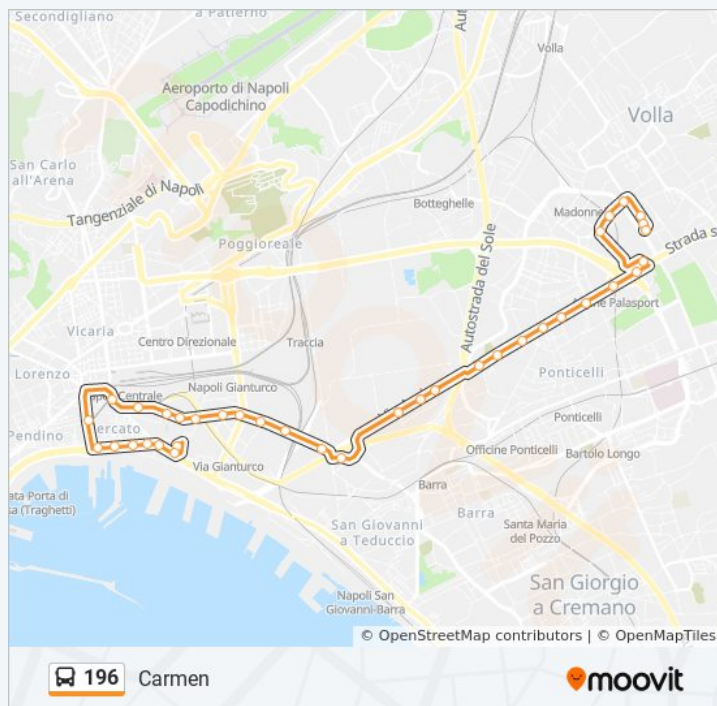 Secondigliano
a Patierno
Aut
Volla
Aeroporto di Napoli
Capodichino
Volla
San Carlo
all'Arena
Tangenziale di Napoli
Botteghelle
Madonne
Poggioreale
Strada s
Autostrada del Sole
Palasport
Vicaria
Centro Direzionale
Traccia
Lorenzo
Napoli Gianturco
Ponticelli
Centrale
Pendino
Mercato
Ponticelli
Officine Ponticelli
Bartolo Longo
Via Gianturco
Barra
ata Porta di
a (Traghetti)
San Giovanni
a Teduccio
Barra
Santa Maria
del Pozzo
San Giorgio
a Cremano
Napoli San
Giovanni-Barra
© OpenStreetMap contributors | © OpenMapTiles
196 Carmen
moovit